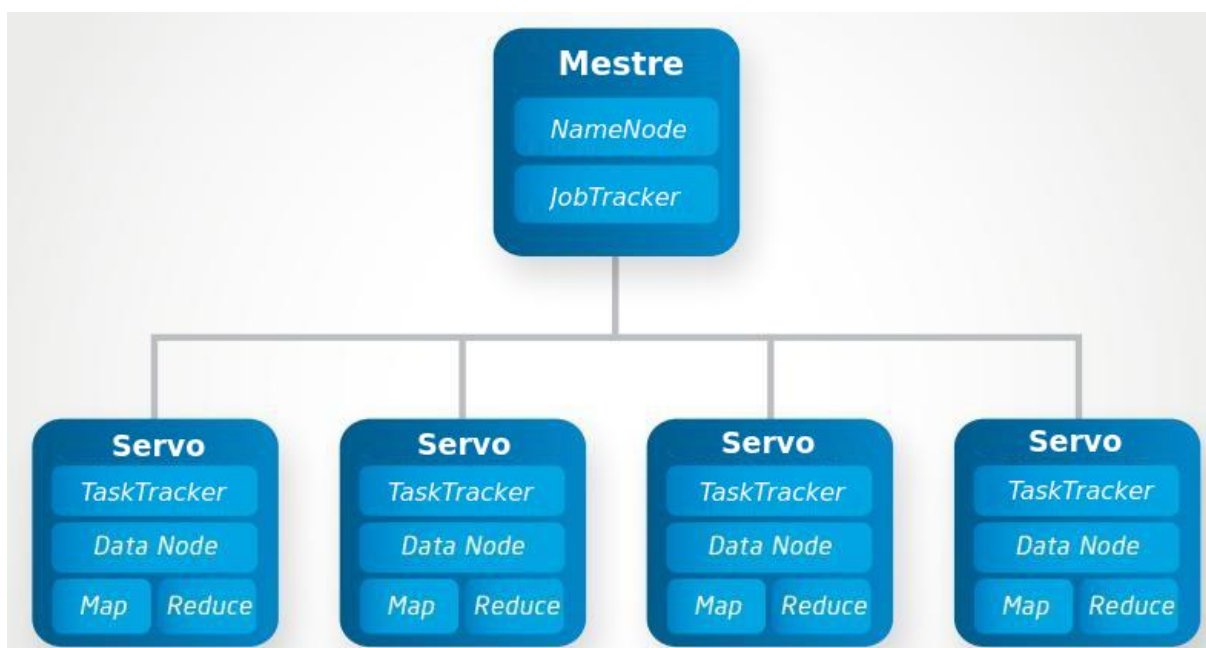 Mestre
NameNode
JobTracker
Servo
TaskTracker
Data Node
Map Reduce
Servo
TaskTracker
Data Node
Map Reduce
Servo
TaskTracker
Data Node
Map Reduce
Servo
TaskTracker
Data Node
Map Reduce